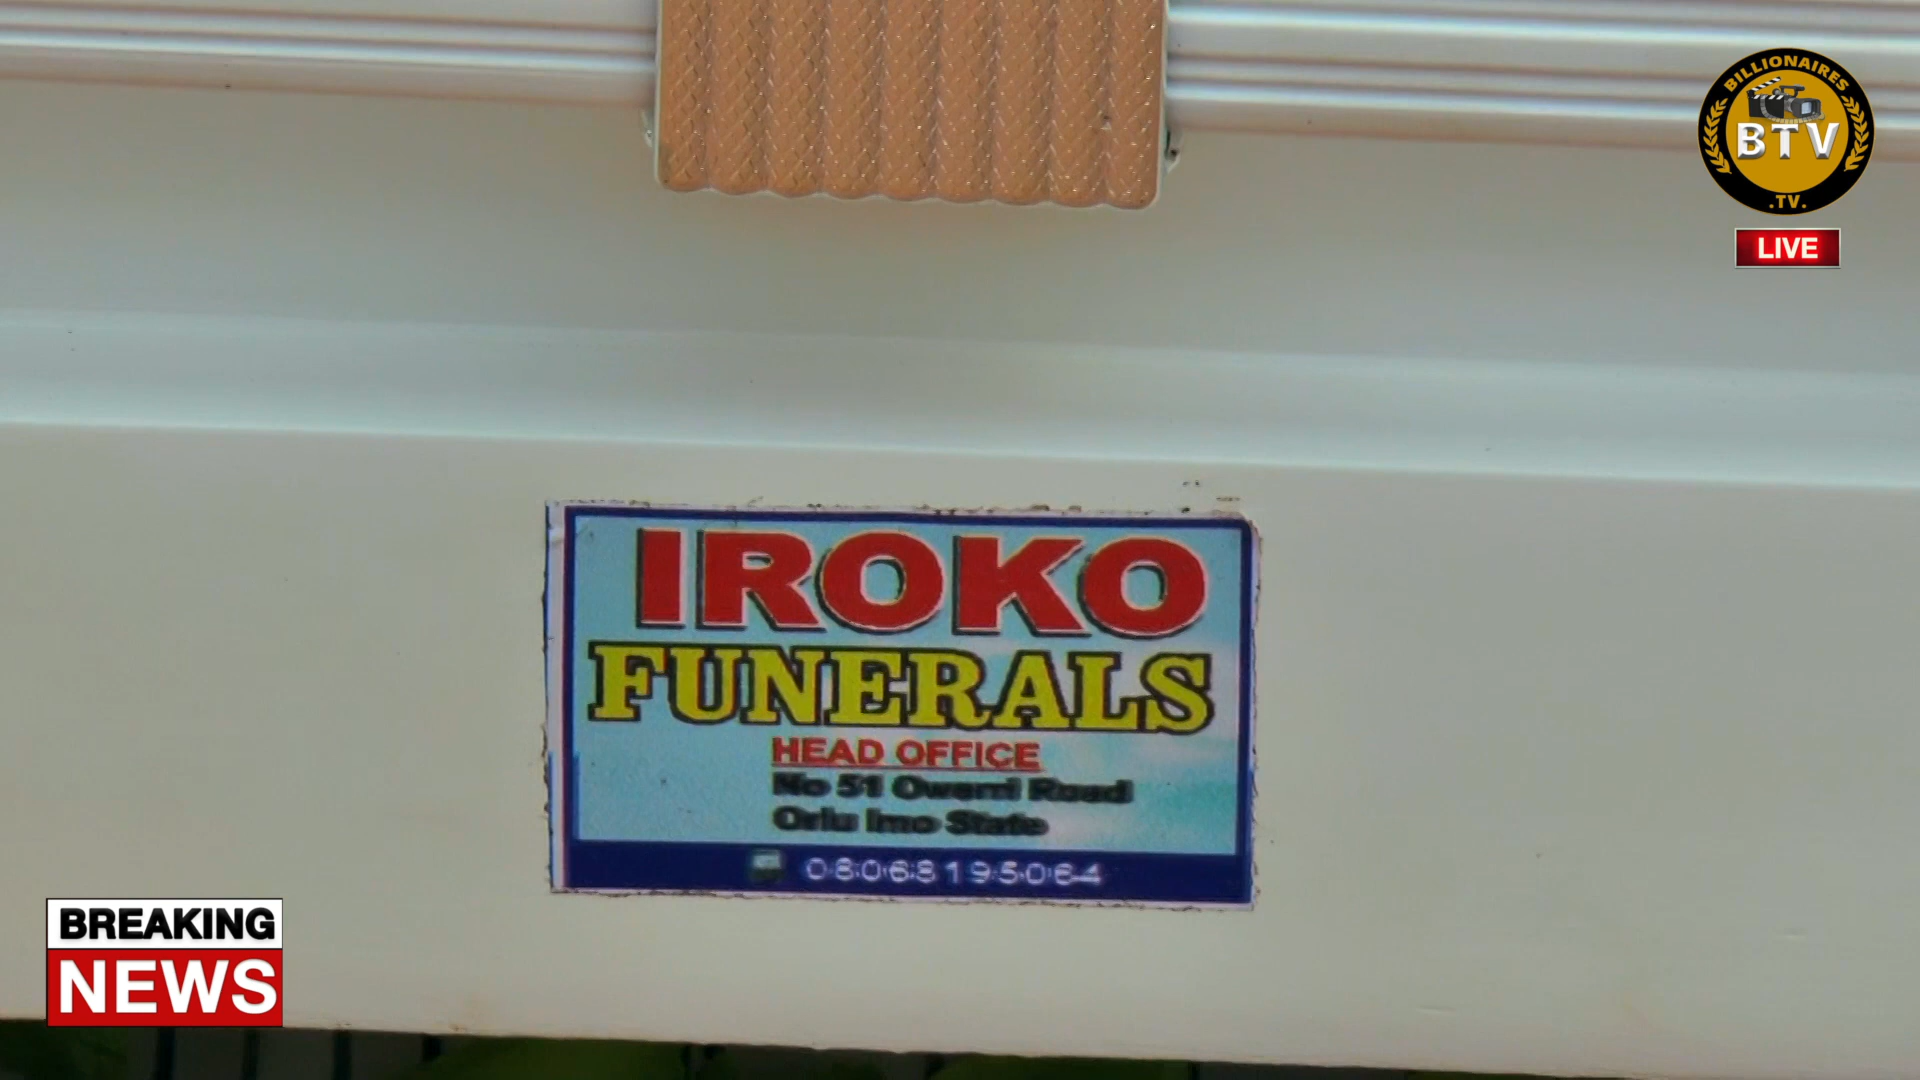 BILLIONAIRES
BTV
.TV.
LIVE
IROKO
FUNERALS
HEAD OFFICE
No 51 Owerri Road
Orlu Imo State
08068195064
BREAKING
NEWS